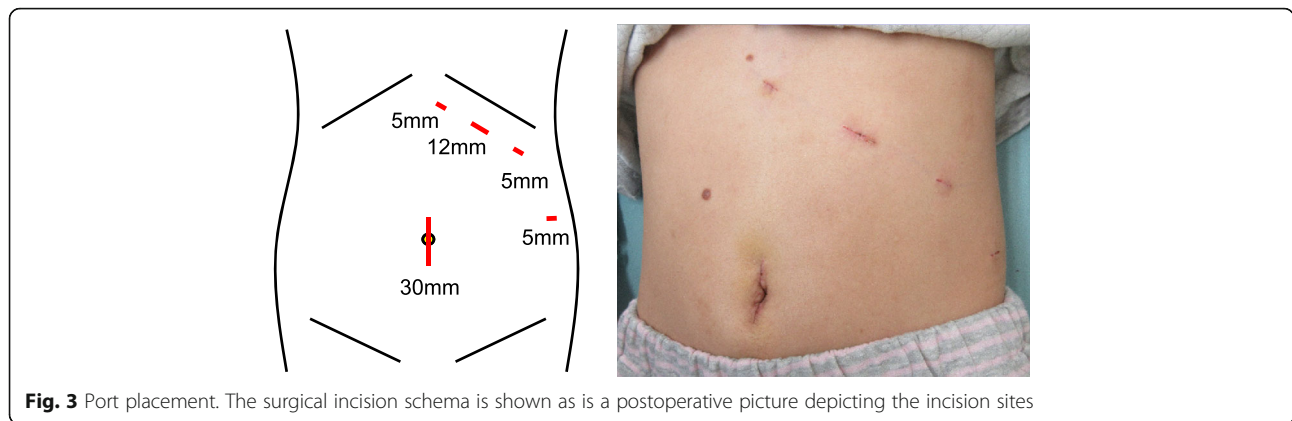 5mm
12mm
5mm
5mm
30mm
Fig. 3 Port placement. The surgical incision schema is shown as is a postoperative picture depicting the incision sites